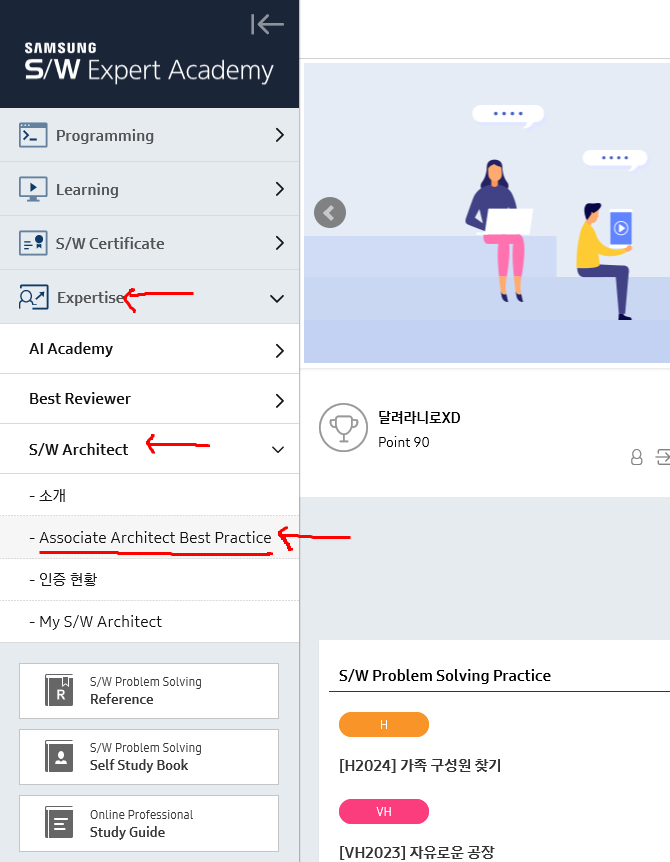 SAMSUNG
S/W Expert Academy
Programming
Learning
S/W Certificate
Expertise
AI Academy
Best Reviewer
S/W Architect
- 소개
- Associate Architect Best Practice
- 인증 현황
- My S/W Architect
S/W Problem Solving
Reference
S/W Problem Solving
Self Study Book
Online Professional
Study Guide
달려라니로XD
Point 90
S/W Problem Solving Practice
H
[H2024] 가족 구성원 찾기
VH
[VH2023] 자유로운 공장